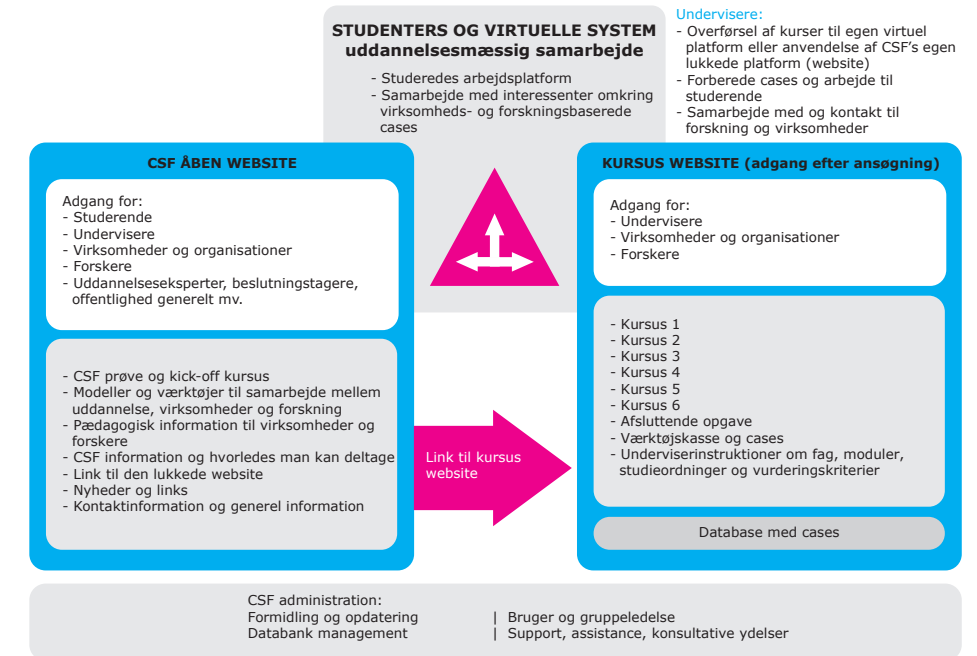 STUDENTERS OG VIRTUELLE SYSTEM
uddannelsesmæssig samarbejde
- Studeredes arbejdsplatform
- Samarbejde med interessenter omkring
virksomheds- og forskningsbaserede
cases
Undervisere:
- Overførsel af kurser til egen virtuel
platform eller anvendelse af CSF's egen
lukkede platform (website)
- Forberede cases og arbejde til
studerende
- Samarbejde med og kontakt til
forskning og virksomheder
CSF ÅBEN WEBSITE
Adgang for:
- Studerende
- Undervisere
- Virksomheder og organisationer
- Forskere
- Uddannelseseksperter, beslutningstagere,
offentlighed generelt mv.
- CSF prøve og kick-off kursus
- Modeller og værktøjer til samarbejde mellem
uddannelse, virksomheder og forskning
- Pædagogisk information til virksomheder og
forskere
- CSF information og hvorledes man kan deltage
- Link til den lukkede website
- Nyheder og links
- Kontaktinformation og generel information
Link til kursus
website
KURSUS WEBSITE (adgang efter ansøgning)
Adgang for:
- Undervisere
- Virksomheder og organisationer
- Forskere
- Kursus 1
- Kursus 2
- Kursus 3
- Kursus 4
- Kursus 5
- Kursus 6
- Afsluttende opgave
- Værktøjskasse og cases
- Underviserinstruktioner om fag, moduler,
studieordninger og vurderingskriterier
Database med cases
CSF administration:
Formidling og opdatering | Bruger og gruppeledelse
Databank management | Support, assistance, konsultative ydelser